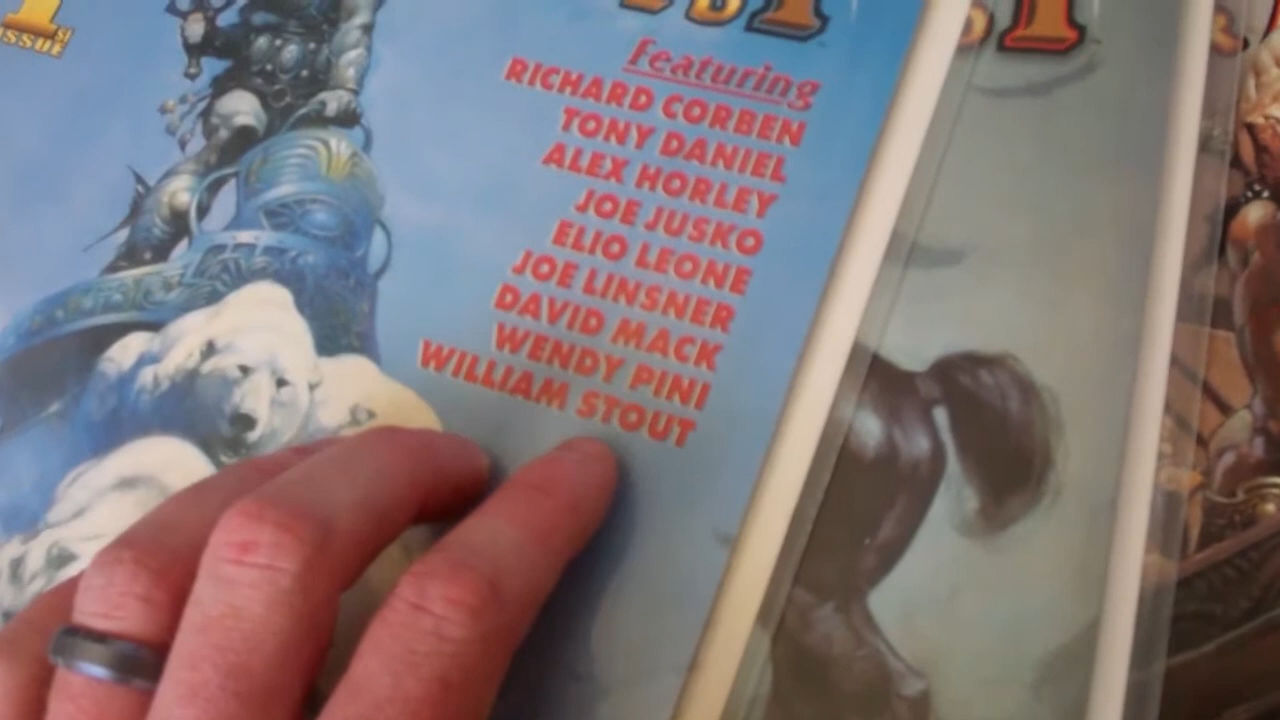 1ST
ISSUE
Featuring
RICHARD CORBEN
TONY DANIEL
ALEX HORLEY
JOE JUSKO
ELIO LEONE
JOE LINSNER
DAVID MACK
WENDY PINI
WILLIAM STOUT